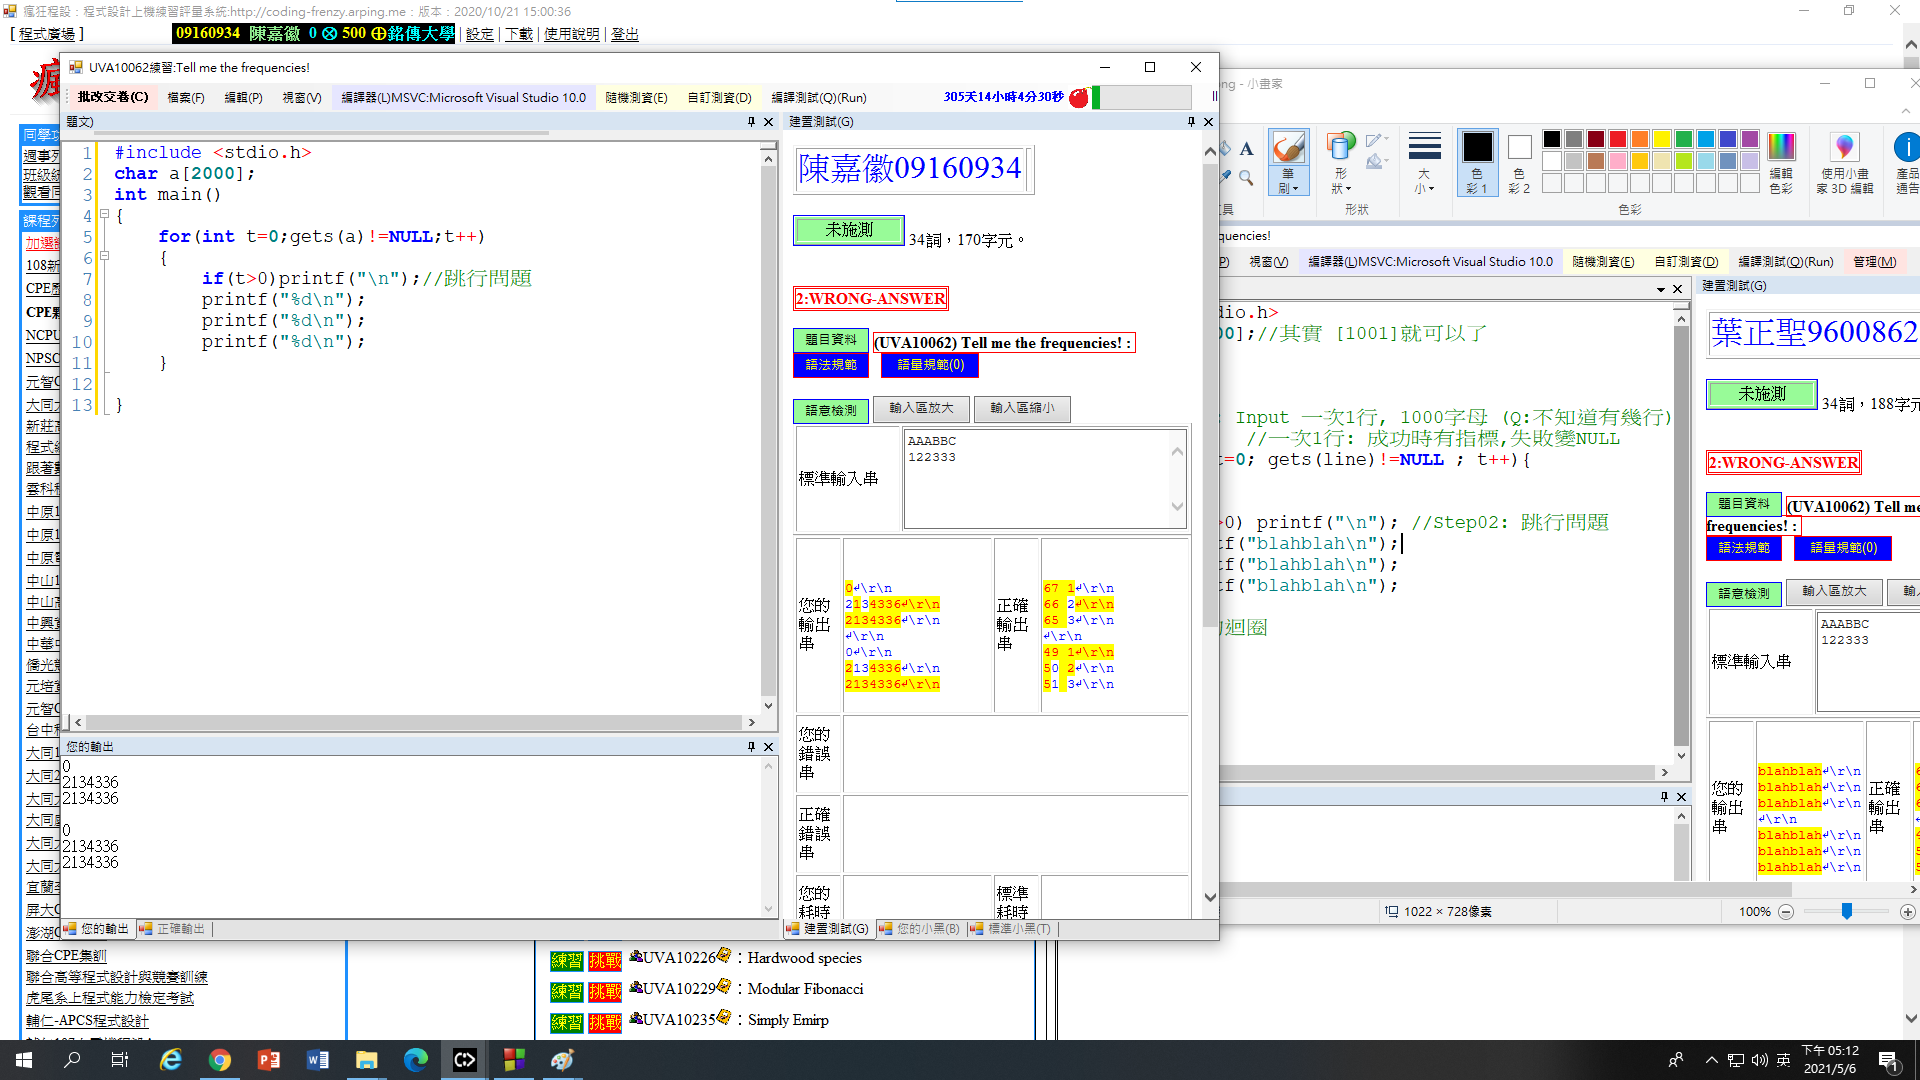 瘋狂程設：程式設計上機練習評量系統:http://coding-frenzy.arping.me：版本：2020/10/21 15:00:36
[ 程式廣場 ]
09160934 陳嘉徽 0 ⊗ 500 ⊕銘傳大學 | 設定 | 下載 | 使用說明 | 登出
UVA10062練習:Tell me the frequencies!
批改交卷(C) 檔案(F) 編輯(P) 視窗(V) 編譯器(L)MSVC:Microsoft Visual Studio 10.0 隨機測資(E) 自訂測資(D) 編譯測試(Q)(Run) 305天14小時4分30秒
題文)
1 #include <stdio.h>
2 char a[2000];
3 int main()
4 {
5 for(int t=0;gets(a)!=NULL;t++)
6 {
7 if(t>0)printf("\n");//跳行問題
8 printf("%d\n");
9 printf("%d\n");
10 printf("%d\n");
11 }
12
13 }
您的輸出
0
2134336
2134336
0
2134336
2134336
您的輸出 正確輸出
建置測試(G)
陳嘉徽09160934
未施測 34詞，170字元。
2:WRONG-ANSWER
題目資料 (UVA10062) Tell me the frequencies! :
語法規範 語量規範(0)
語意檢測 輸入區放大 輸入區縮小
標準輸入串
AAABBC
122333
您的輸出串
0↲\r\n
2134336↲\r\n
2134336↲\r\n
↲\r\n
0↲\r\n
2134336↲\r\n
2134336↲\r\n
正確輸出串
67 1↲\r\n
66 2↲\r\n
65 3↲\r\n
↲\r\n
49 1↲\r\n
50 2↲\r\n
51 3↲\r\n
您的錯誤串
正確錯誤串
您的耗時
標準耗時
建置測試(G) 您的小黑(B) 標準小黑(T)
ng - 小畫家
A
筆刷
形狀
大小
色彩 1
色彩 2
編輯色彩
使用小畫家 3D 編輯
產品通告
工具 形狀 色彩
quencies!
P) 視窗(V) 編譯器(L)MSVC:Microsoft Visual Studio 10.0 隨機測資(E) 自訂測資(D) 編譯測試(Q)(Run) 管理(M)
建置測試(G)
dio.h>
00];//其實 [1001]就可以了
: Input 一次1行, 1000字母 (Q:不知道有幾行)
//一次1行: 成功時有指標,失敗變NULL
t=0; gets(line)!=NULL ; t++){
>0) printf("\n"); //Step02: 跳行問題
tf("blahblah\n");
tf("blahblah\n");
tf("blahblah\n");
迴圈
葉正聖9600862
未施測 34詞，188字元
2:WRONG-ANSWER
題目資料 (UVA10062) Tell me
frequencies! :
語法規範 語量規範(0)
語意檢測 輸入區放大 輸入
標準輸入串
AAABBC
122333
您的輸出串
blahblah↲\r\n
blahblah↲\r\n
blahblah↲\r\n
↲\r\n
blahblah↲\r\n
blahblah↲\r\n
blahblah↲\r\n
正確輸出串
1022 × 728像素
100%
週事列
班級
觀看同
課程列
加選
108新
CPE
CPE
NCPU
NPSC
元智C
大同
新莊高
程式
跟著
雲科
中原1
中原1
中原
中山1
中山高
中興
中華
僑光
元培
元智C
台中
大同1
大同2
大同
大同
大同
大同
宜蘭
屏大C
澎湖C
聯合CPE集訓
聯合高等程式設計與競賽訓練
虎尾系上程式能力檢定考試
輔仁-APCS程式設計
練習 挑戰 UVA10226：Hardwood species
練習 挑戰 UVA10229：Modular Fibonacci
練習 挑戰 UVA10235：Simply Emirp
英
下午 05:12
2021/5/6
1